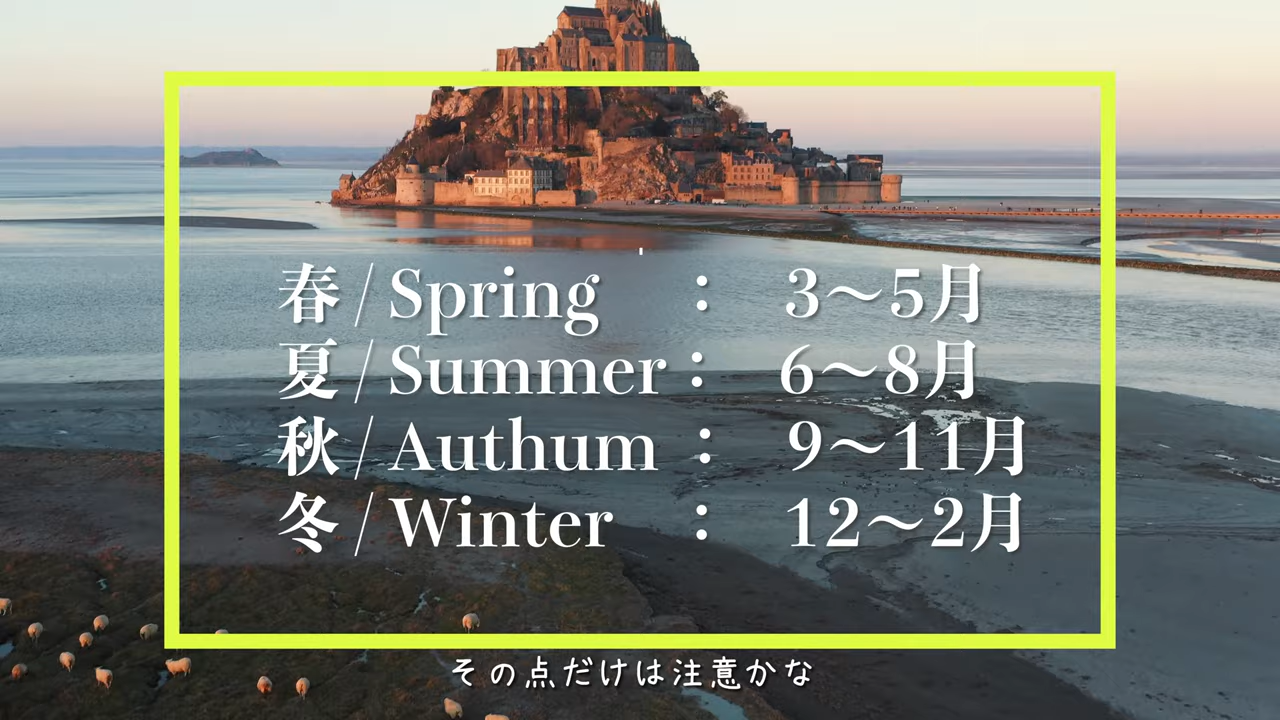 春/Spring : 3〜5月
夏/Summer: 6〜8月
秋/Authum : 9〜11月
冬/Winter : 12〜2月
その点だけは注意かな